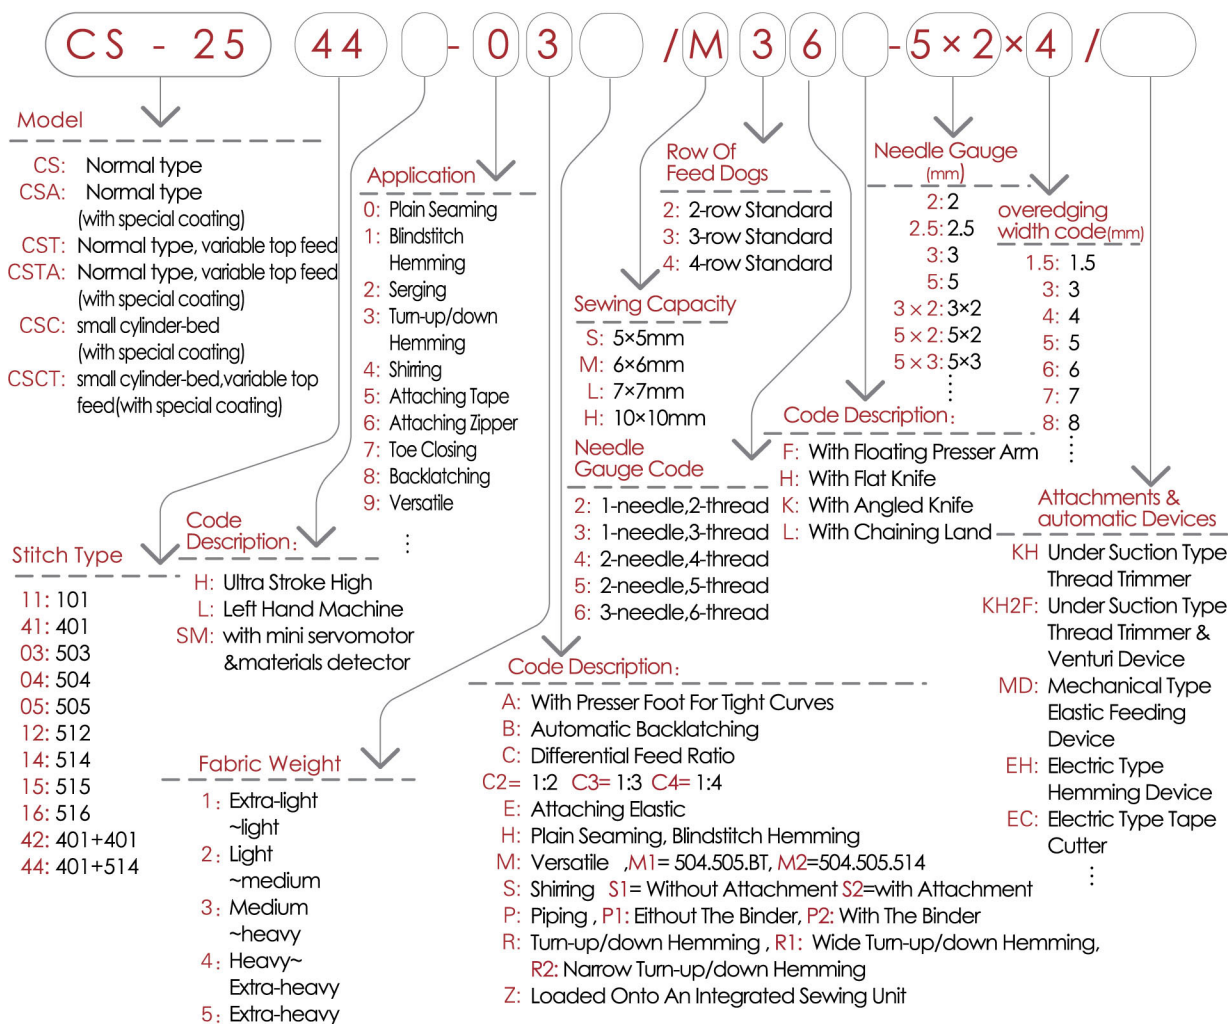 CS - 25 44 - 0 3 / M 3 6 - 5 × 2 × 4 /
Model
CS: Normal type
CSA: Normal type
(with special coating)
CST: Normal type, variable top feed
CSTA: Normal type, variable top feed
(with special coating)
CSC: small cylinder-bed
(with special coating)
CSCT: small cylinder-bed,variable top
feed(with special coating)
Stitch Type
11: 101
41: 401
03: 503
04: 504
05: 505
12: 512
14: 514
15: 515
16: 516
42: 401+401
44: 401+514
Code
Description:
H: Ultra Stroke High
L: Left Hand Machine
SM: with mini servomotor
&materials detector
Application
0: Plain Seaming
1: Blindstitch
Hemming
2: Serging
3: Turn-up/down
Hemming
4: Shirring
5: Attaching Tape
6: Attaching Zipper
7: Toe Closing
8: Backlatching
9: Versatile
⋮
Fabric Weight
1: Extra-light
~light
2: Light
~medium
3: Medium
~heavy
4: Heavy~
Extra-heavy
5: Extra-heavy
Code Description:
A: With Presser Foot For Tight Curves
B: Automatic Backlatching
C: Differential Feed Ratio
C2= 1:2 C3= 1:3 C4= 1:4
E: Attaching Elastic
H: Plain Seaming, Blindstitch Hemming
M: Versatile ,M1= 504.505.BT, M2=504.505.514
S: Shirring S1= Without Attachment S2=with Attachment
P: Piping , P1: Eithout The Binder, P2: With The Binder
R: Turn-up/down Hemming , R1: Wide Turn-up/down Hemming,
R2: Narrow Turn-up/down Hemming
Z: Loaded Onto An Integrated Sewing Unit
Sewing Capacity
S: 5×5mm
M: 6×6mm
L: 7×7mm
H: 10×10mm
Row Of
Feed Dogs
2: 2-row Standard
3: 3-row Standard
4: 4-row Standard
Needle
Gauge Code
2: 1-needle,2-thread
3: 1-needle,3-thread
4: 2-needle,4-thread
5: 2-needle,5-thread
6: 3-needle,6-thread
Code Description:
F: With Floating Presser Arm
H: With Flat Knife
K: With Angled Knife
L: With Chaining Land
Needle Gauge
(mm)
2: 2
2.5: 2.5
3: 3
5: 5
3 × 2: 3×2
5 × 2: 5×2
5 × 3: 5×3
⋮
overedging
width code(mm)
1.5: 1.5
3: 3
4: 4
5: 5
6: 6
7: 7
8: 8
⋮
Attachments &
automatic Devices
KH Under Suction Type
Thread Trimmer
KH2F: Under Suction Type
Thread Trimmer &
Venturi Device
MD: Mechanical Type
Elastic Feeding
Device
EH: Electric Type
Hemming Device
EC: Electric Type Tape
Cutter
⋮